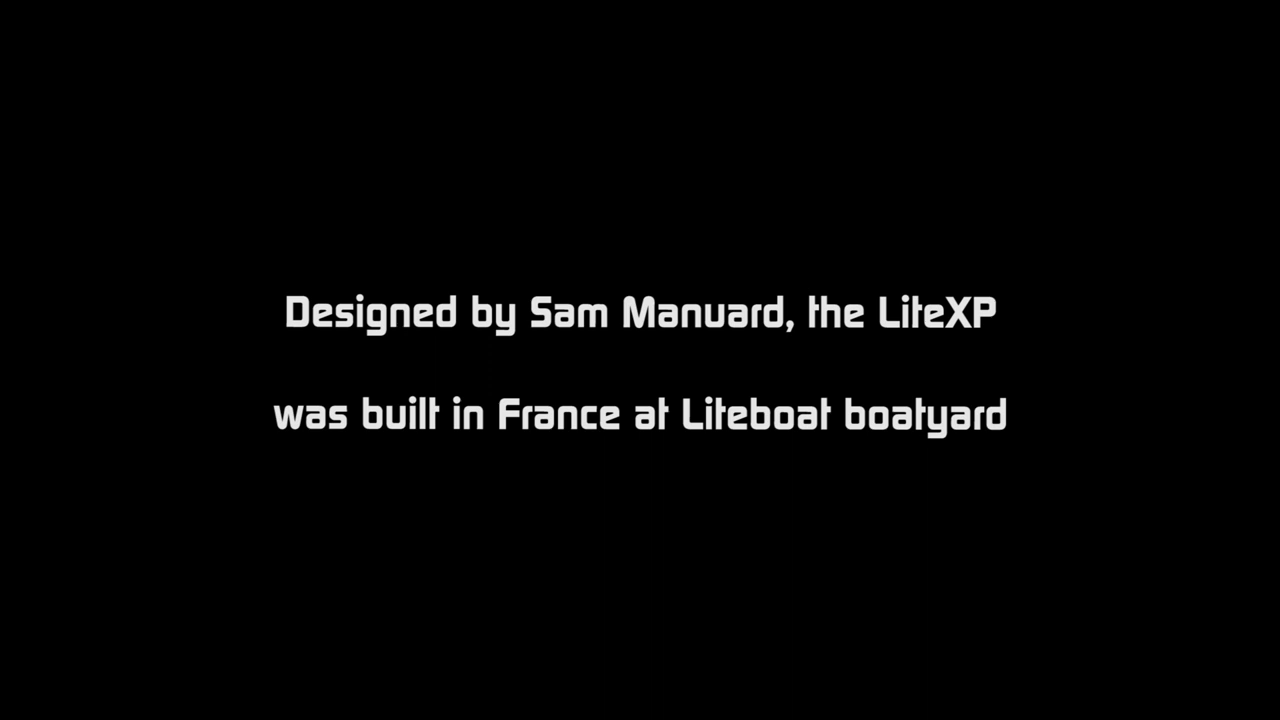 Designed by Sam Manuard, the LiteXP
was built in France at Liteboat boatyard